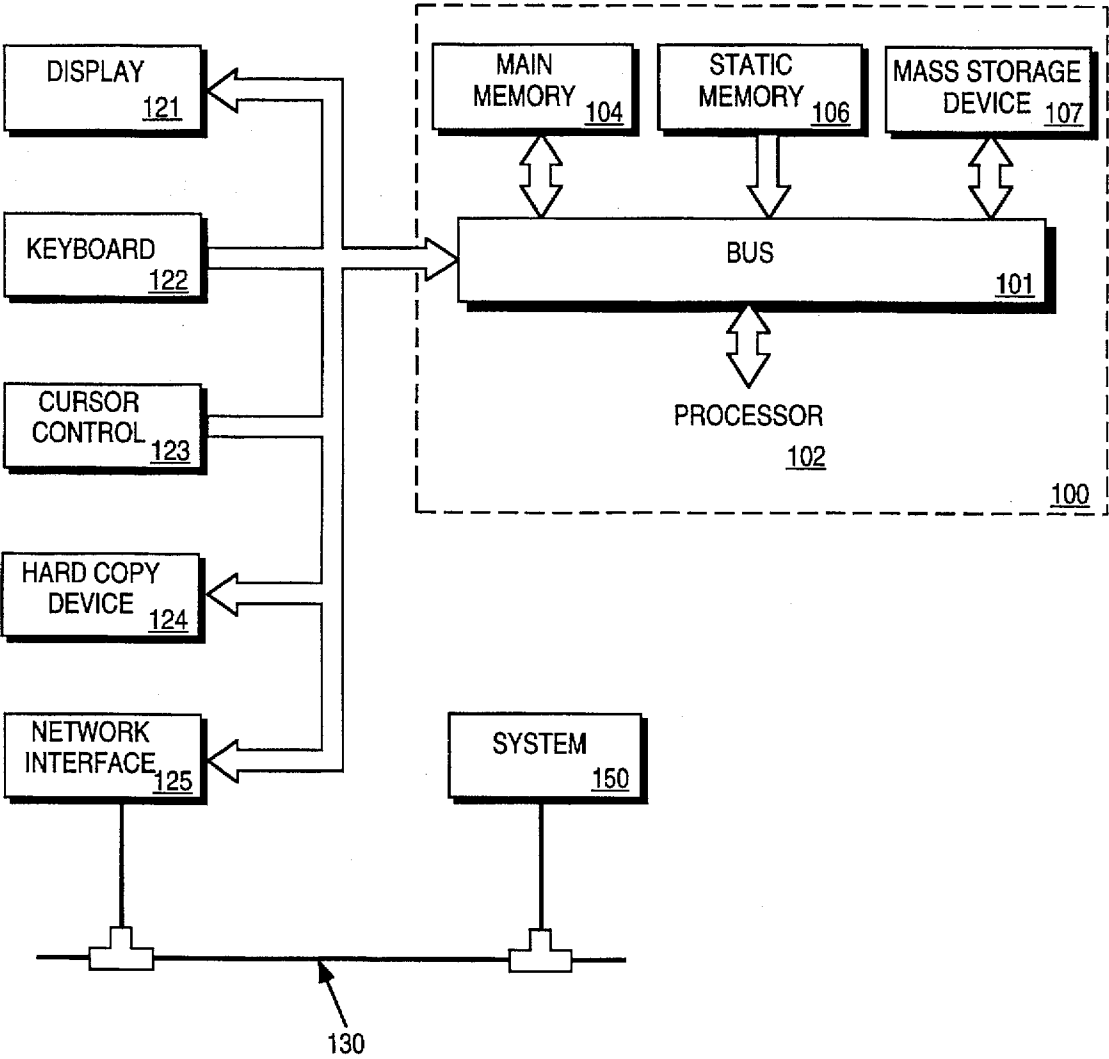 DISPLAY
121
KEYBOARD
122
CURSOR
CONTROL
123
HARD COPY
DEVICE
124
NETWORK
INTERFACE
125
MAIN
MEMORY
104
STATIC
MEMORY
106
MASS STORAGE
DEVICE
107
BUS
101
PROCESSOR
102
100
SYSTEM
150
130